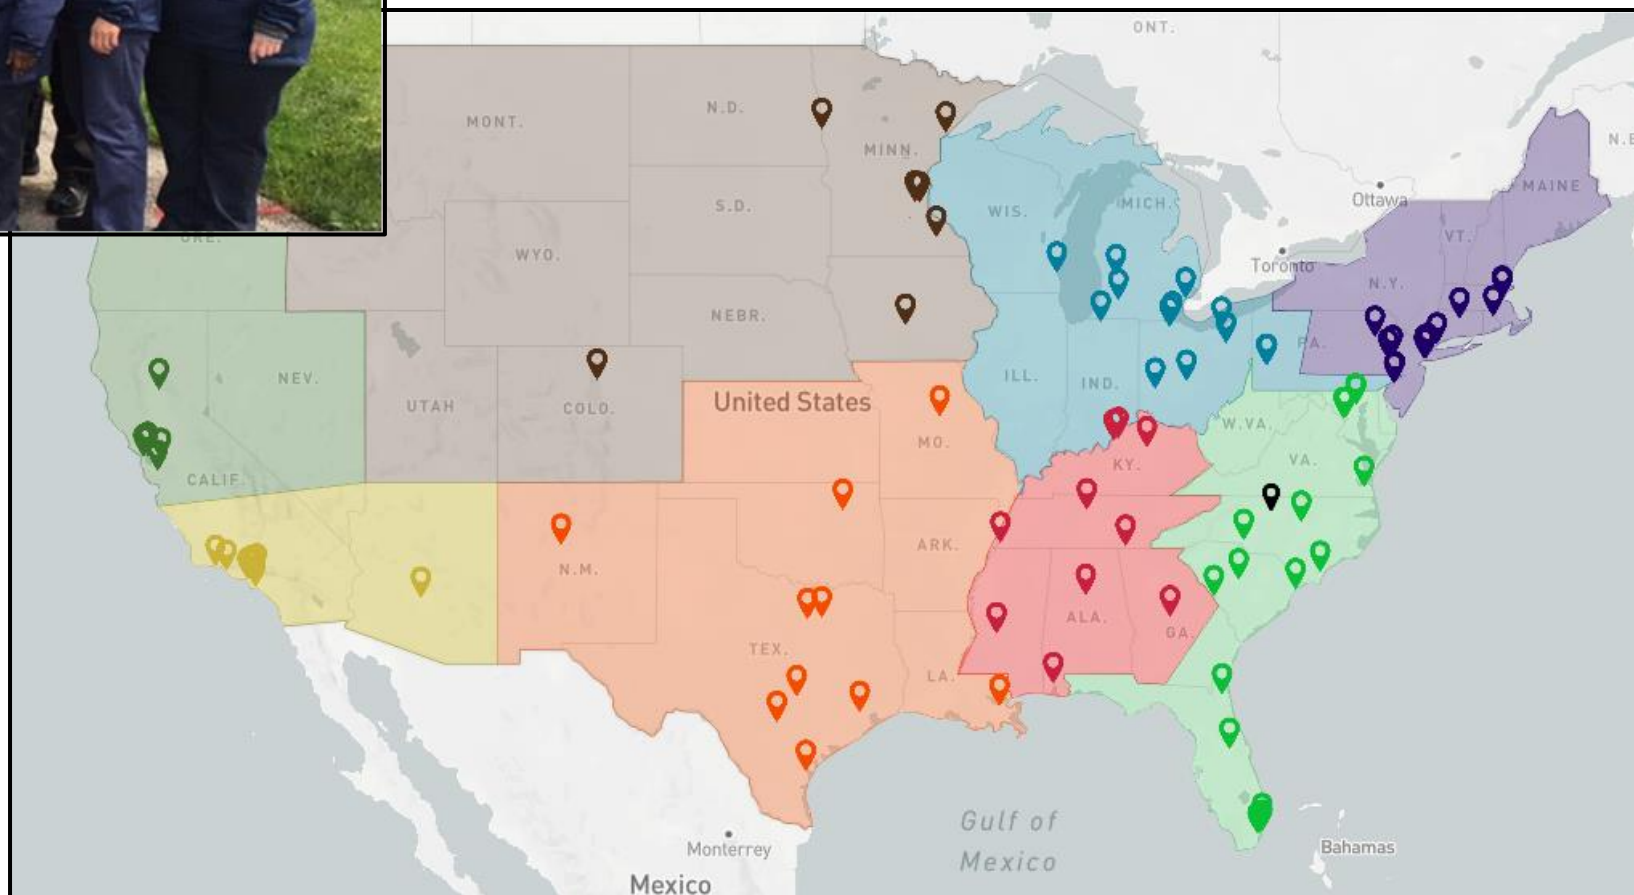 ONT.
N.D.
MONT.
MINN.
MAINE
Ottawa
WIS.
MICH.
S.D.
ORE.
VT.
WYO.
Toronto
N.Y.
NEBR.
PA.
NEV.
ILL.
IND.
UTAH
COLO.
United States
W.VA.
MO.
KY.
VA.
CALIF.
ARK.
N.M.
ALA.
GA.
TEX.
LA.
Gulf of
Mexico
Monterrey
Bahamas
Mexico